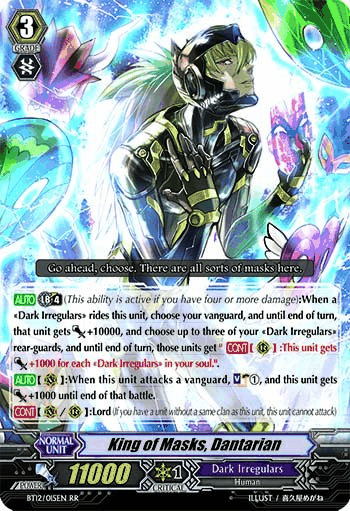 3
GRADE
Go ahead, choose. There are all sorts of masks here.
AUTO LB4 (This ability is active if you have four or more damage):When a
«Dark Irregulars» rides this unit, choose your vanguard, and until end of turn,
that unit gets +10000, and choose up to three of your «Dark Irregulars»
rear-guards, and until end of turn, those units get " CONT [ RC ] :This unit gets
+1000 for each «Dark Irregulars» in your soul.".
AUTO [ VC ]:When this unit attacks a vanguard, 1, and this unit gets
+1000 until end of that battle.
CONT [ VC / RC ]:Lord (If you have a unit without a same clan as this unit, this unit cannot attack)
NORMAL UNIT
King of Masks, Dantarian
POWER 11000 1 CRITICAL
Dark Irregulars
Human
BT12/015EN RR
ILLUST / 喜久屋めがね